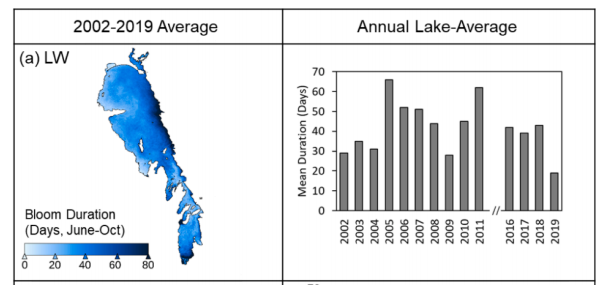 2002-2019 Average
Annual Lake-Average
(a) LW
Bloom Duration
(Days, June-Oct)
0 20 40 60 80
Mean Duration (Days)
70
60
50
40
30
20
10
0
2002 2003 2004 2005 2006 2007 2008 2009 2010 2011 // 2016 2017 2018 2019